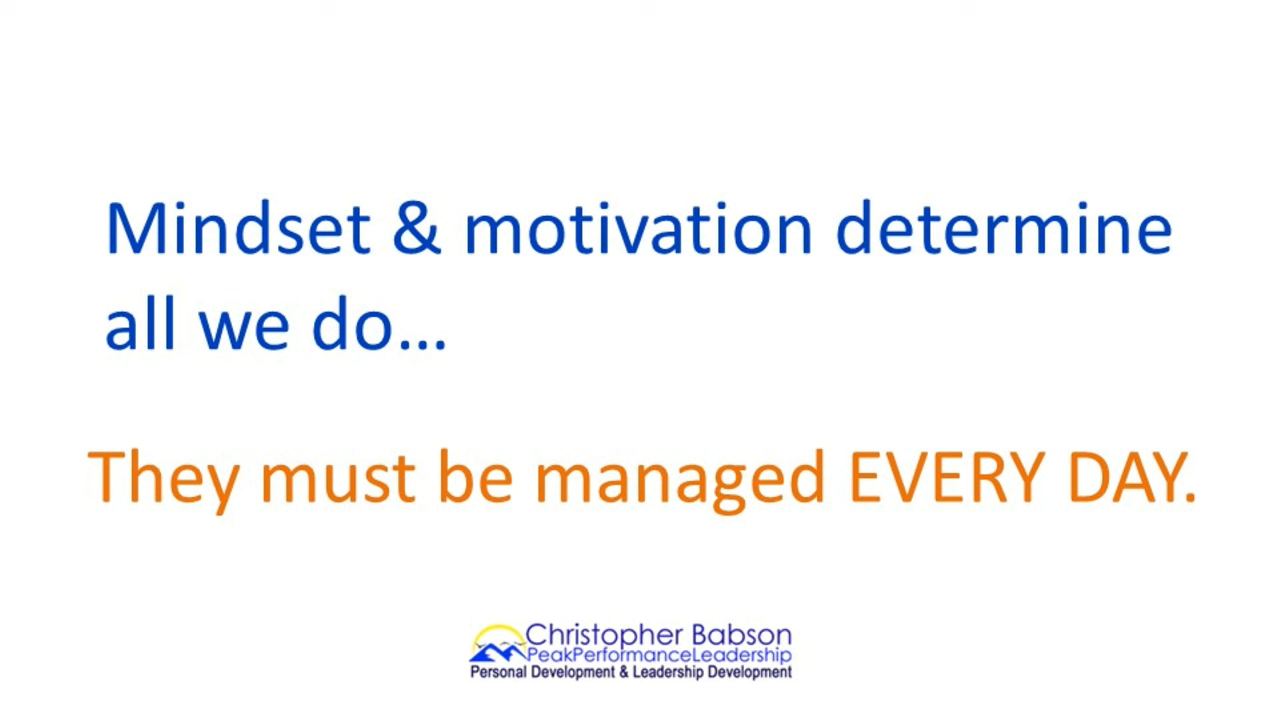 Mindset & motivation determine
all we do...
They must be managed EVERY DAY.
Christopher Babson
PeakPerformanceLeadership
Personal Development & Leadership Development